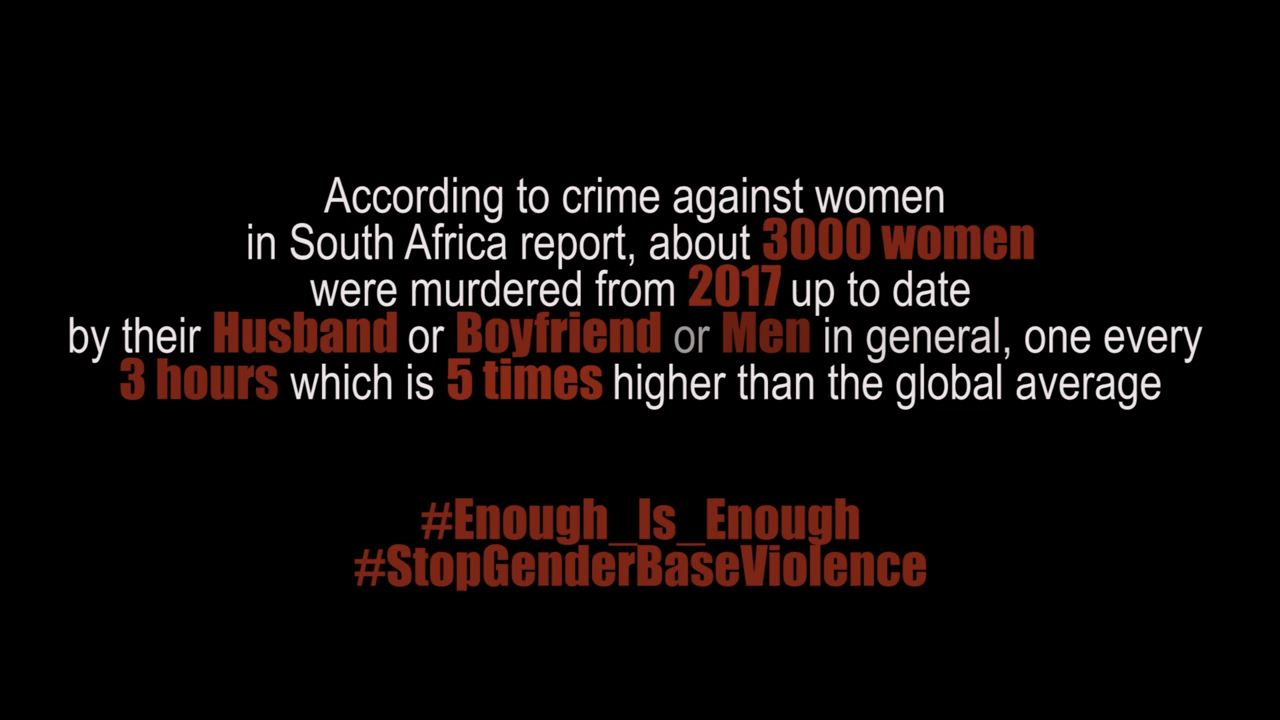 According to crime against women
in South Africa report, about 3000 women
were murdered from 2017 up to date
by their Husband or Boyfriend or Men in general, one every
3 hours which is 5 times higher than the global average
#Enough_Is_Enough
#StopGenderBaseViolence